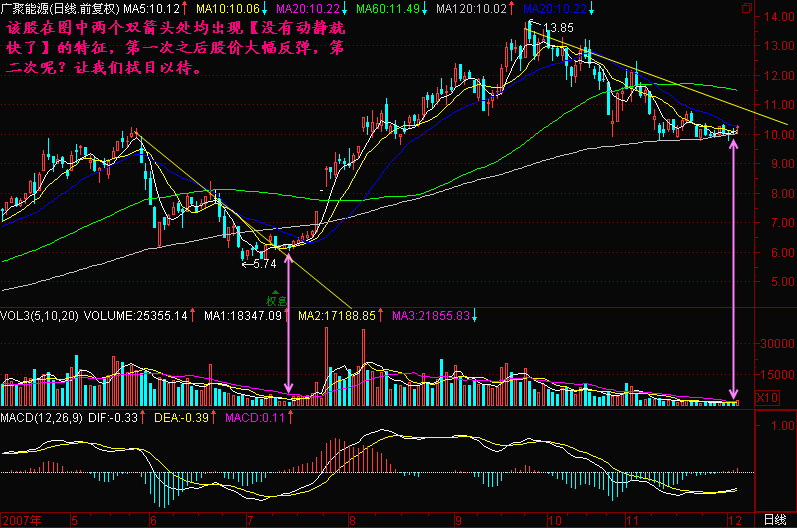 广聚能源(日线.前复权) MA5:10.12↑ MA10:10.06↓ MA20:10.22↓ MA60:11.49↓ MA120:10.02↑ MA20:10.22↓
该股在图中两个双箭头处均出现【没有动静就
快了】的特征，第一次之后股价大幅反弹，第
二次呢？让我们拭目以待。
14.00
13.85
13.00
12.00
11.00
10.00
9.00
8.00
7.00
6.00
←5.74
5.00
权息
VOL3(5,10,20) VOLUME:25355.14↑ MA1:18347.09↑ MA2:17188.85↑ MA3:21855.83↓
30000
15000
X10
MACD(12,26,9) DIF:-0.33↑ DEA:-0.39↑ MACD:0.11↑
1.00
0.00
2007年 5 6 7 8 9 10 11 12 日线